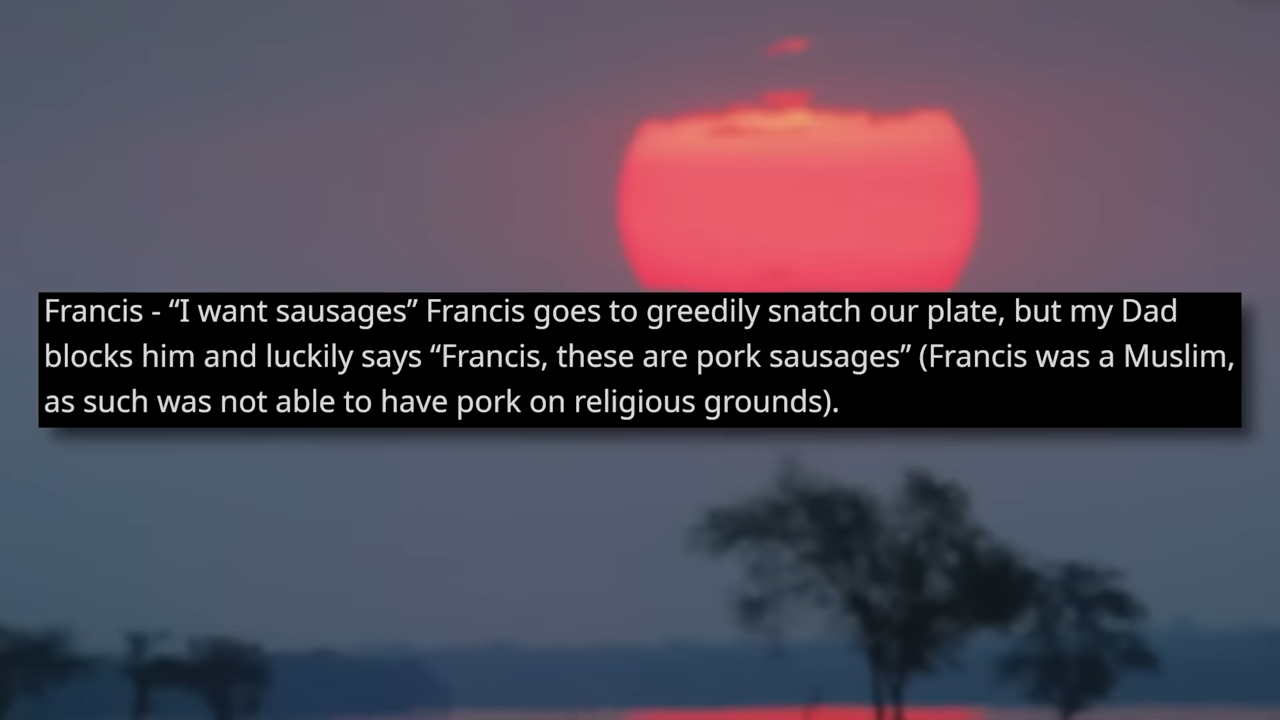 Francis - “I want sausages” Francis goes to greedily snatch our plate, but my Dad
blocks him and luckily says “Francis, these are pork sausages” (Francis was a Muslim,
as such was not able to have pork on religious grounds).